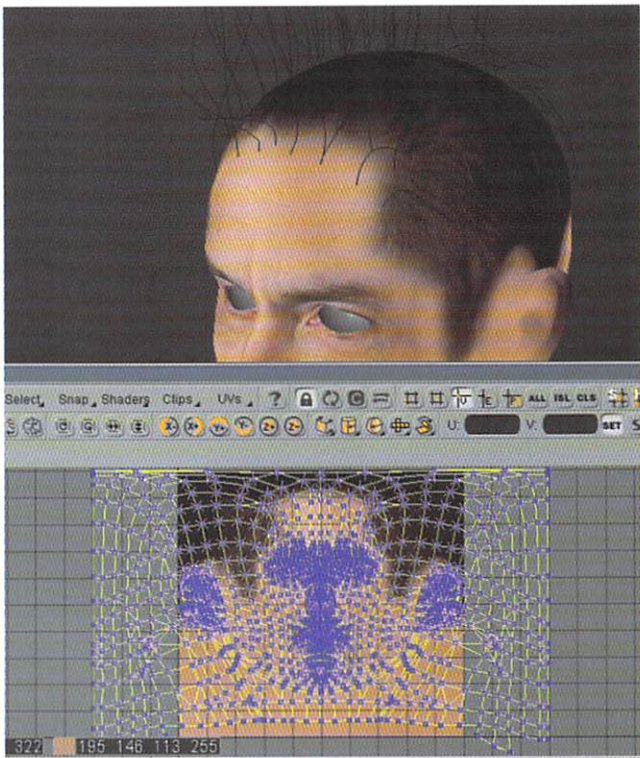 Select Snap Shaders Clips UVs ? ALL ISL CLS
X- X+ Y+ Y- Z+ Z- U: V: SET
322 195 146 113 255